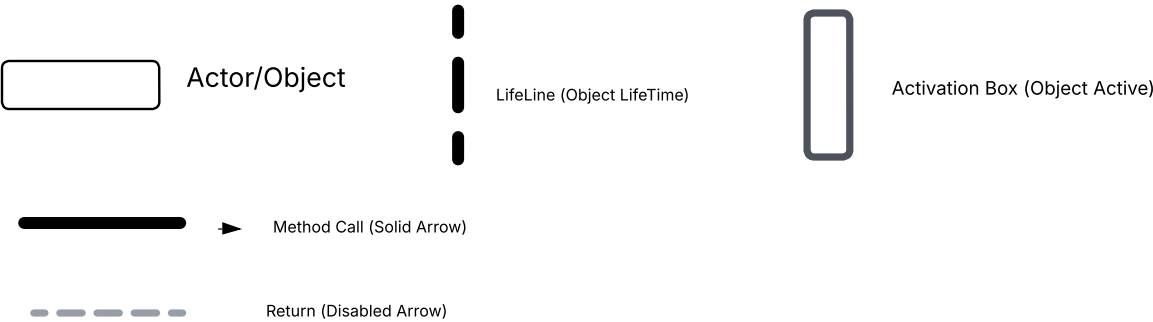 Actor/Object
LifeLine (Object LifeTime)
Activation Box (Object Active)
Method Call (Solid Arrow)
Return (Disabled Arrow)